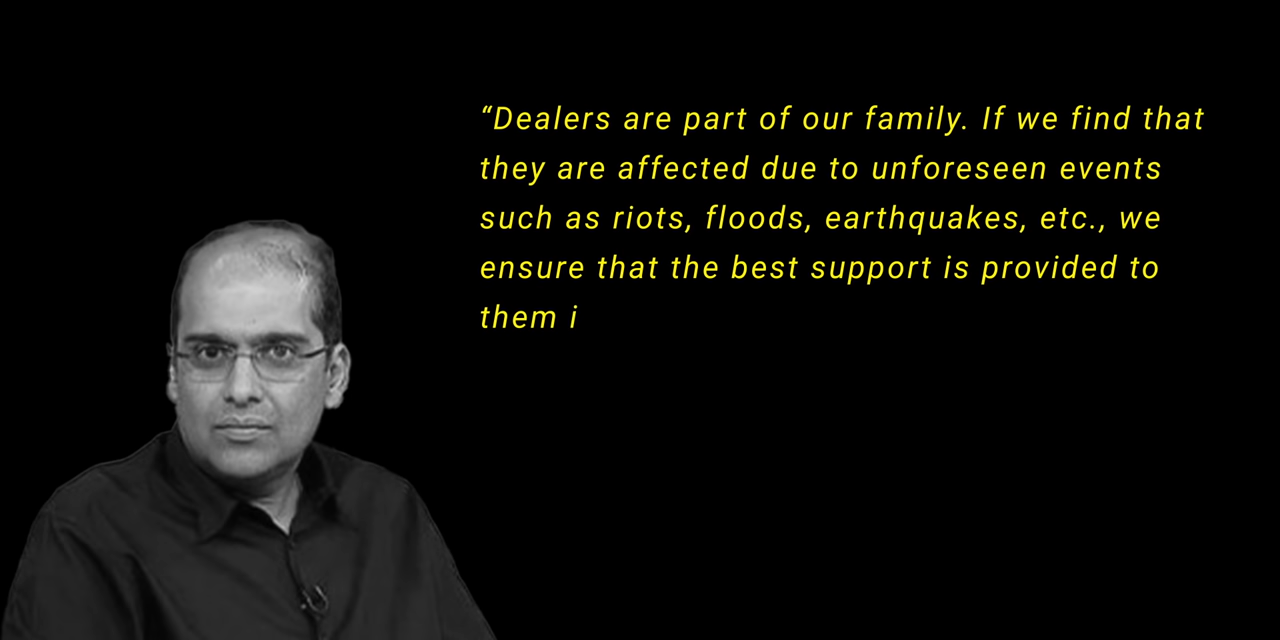 “Dealers are part of our family. If we find that
they are affected due to unforeseen events
such as riots, floods, earthquakes, etc., we
ensure that the best support is provided to
them i